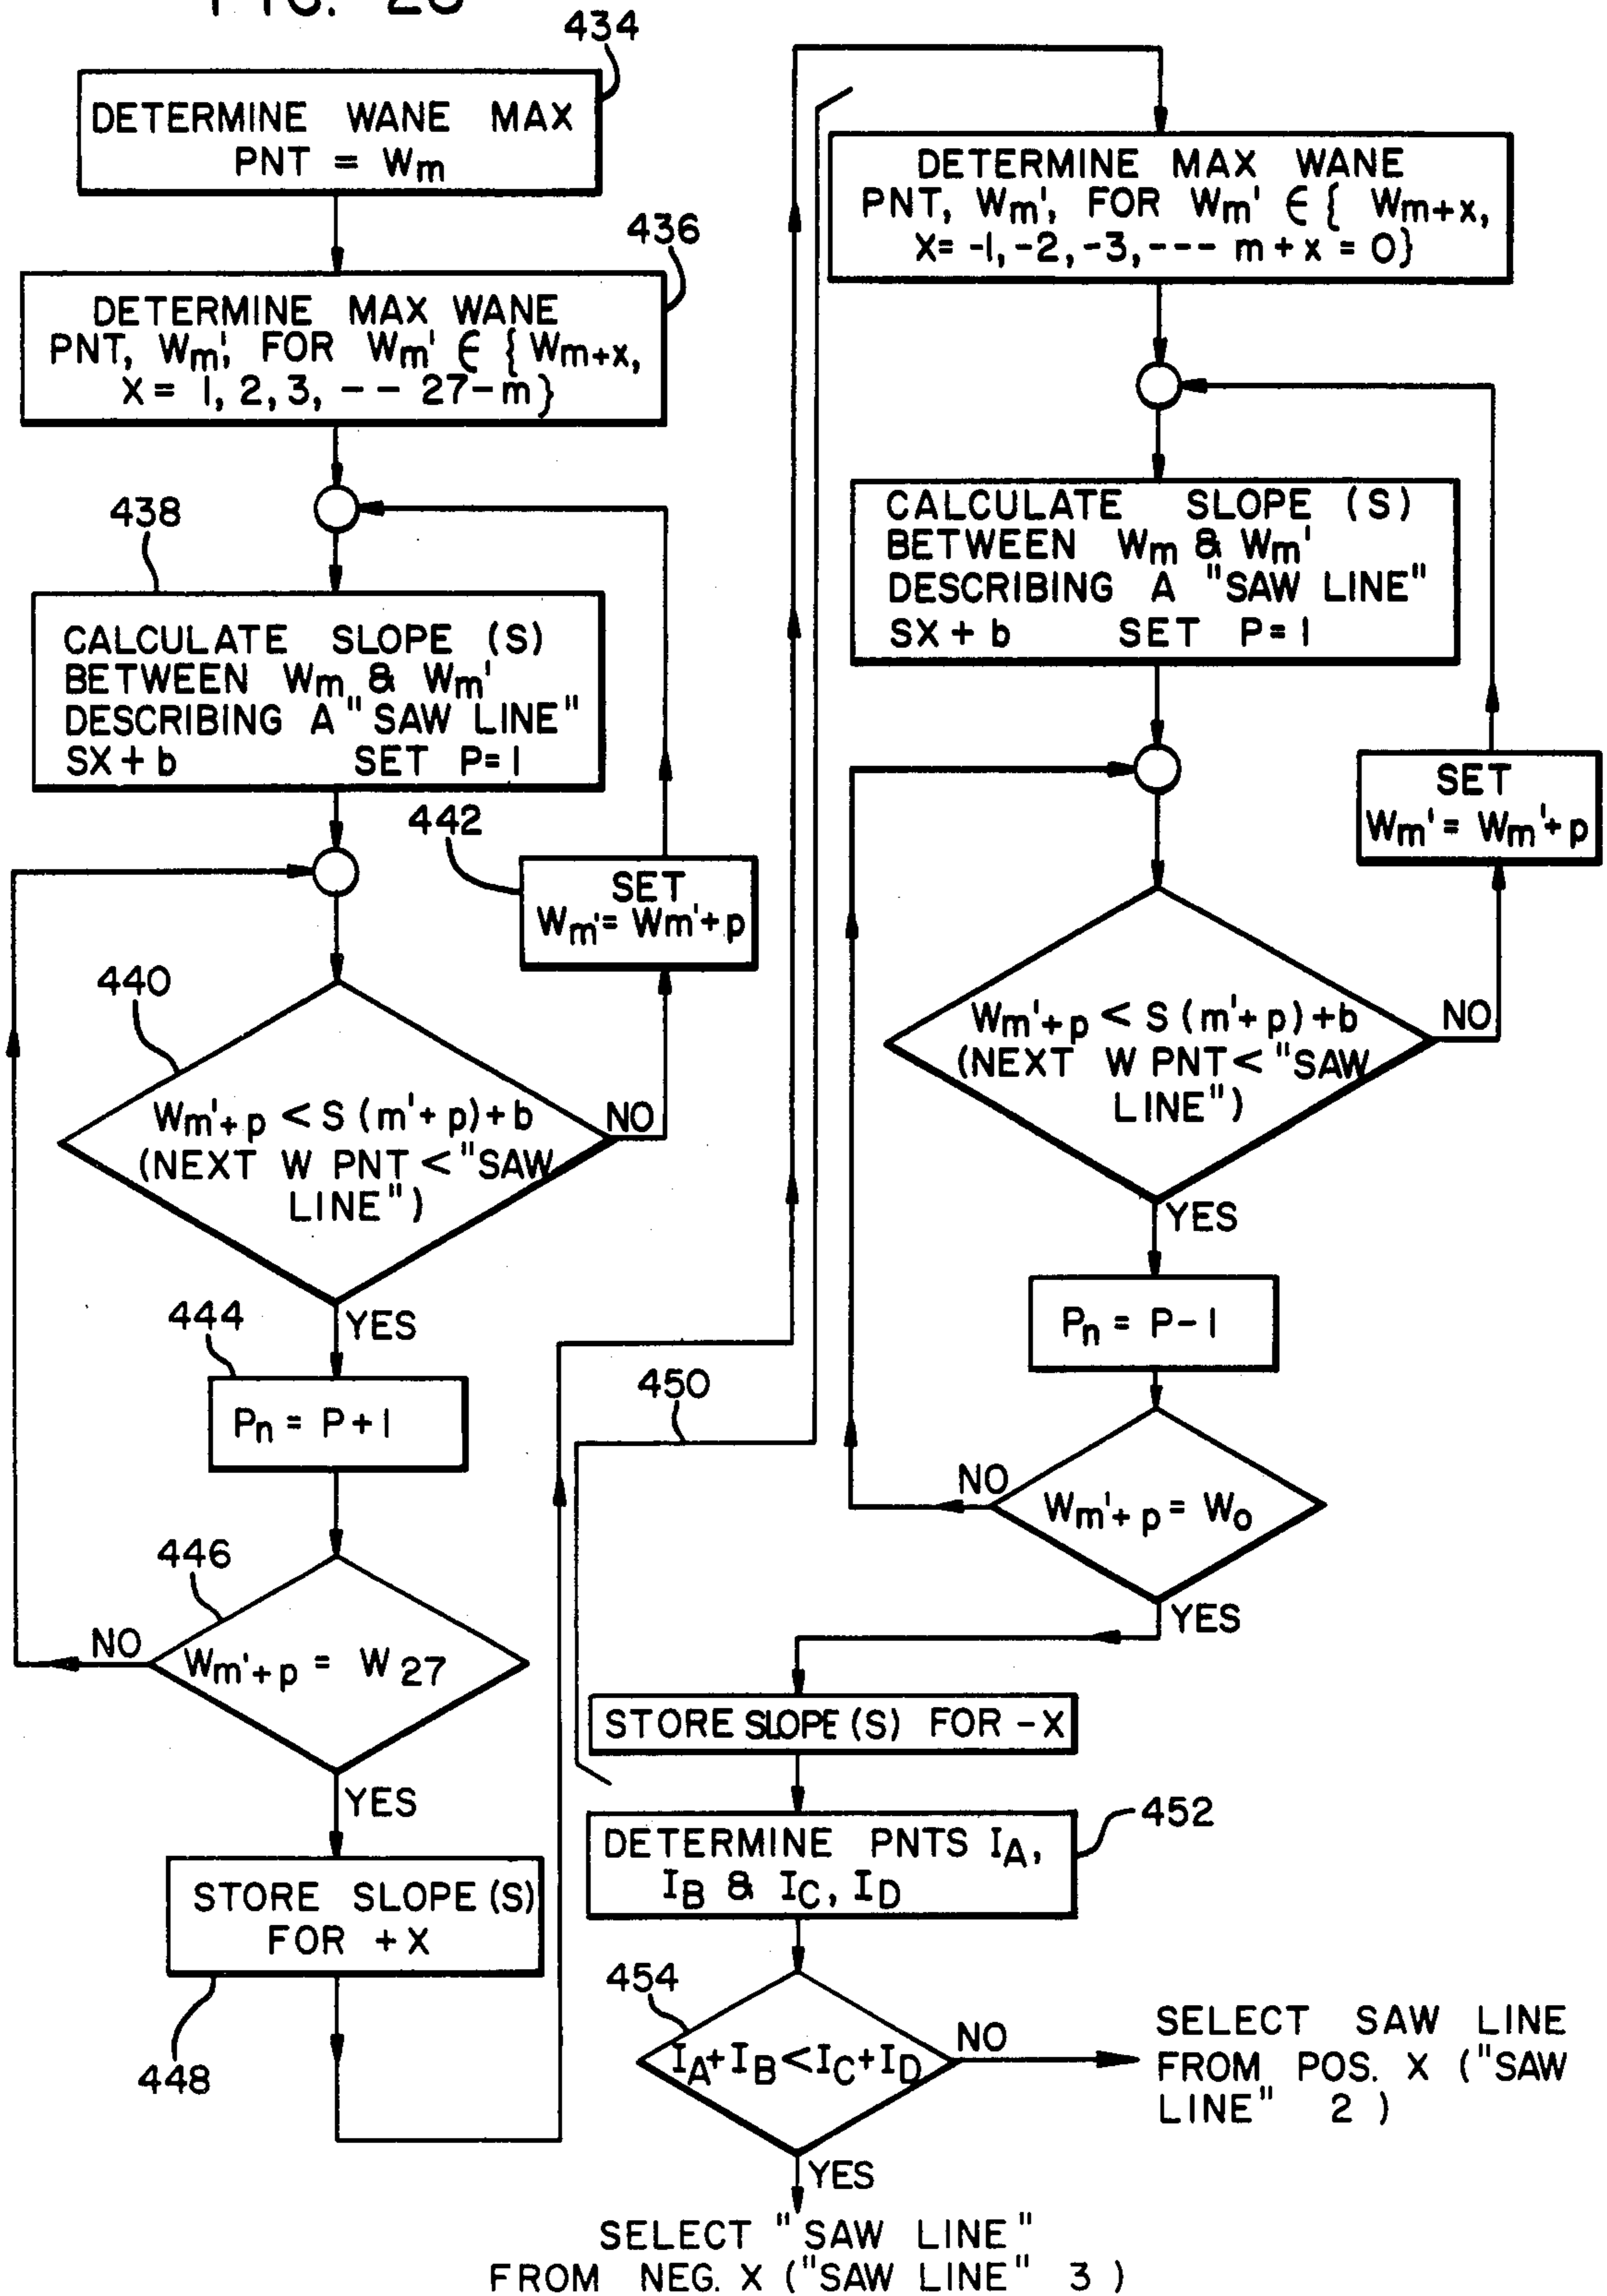 FIG. 28
434
DETERMINE WANE MAX
PNT = Wm
436
DETERMINE MAX WANE
PNT, Wm', FOR Wm' ∈ { Wm+x,
X = 1, 2, 3, -- 27-m }
438
CALCULATE SLOPE (S)
BETWEEN Wm & Wm'
DESCRIBING A "SAW LINE"
SX + b SET P=1
442
SET
Wm' = Wm'+p
440
Wm'+p < S (m'+p)+b
(NEXT W PNT < "SAW
LINE")
NO
YES
444
Pn = P+1
446
Wm'+p = W27
NO
YES
STORE SLOPE (S)
FOR +X
448
450
DETERMINE MAX WANE
PNT, Wm', FOR Wm' ∈ { Wm+x,
X= -1, -2, -3, --- m+x = 0}
CALCULATE SLOPE (S)
BETWEEN Wm & Wm'
DESCRIBING A "SAW LINE"
SX + b SET P=1
SET
Wm' = Wm'+p
Wm'+p < S (m'+p)+b
(NEXT W PNT < "SAW
LINE")
NO
YES
Pn = P-1
NO
Wm'+p = Wo
YES
STORE SLOPE (S) FOR -X
DETERMINE PNTS IA,
IB & IC, ID
452
454
IA+IB<IC+ID
NO
SELECT SAW LINE
FROM POS. X ("SAW
LINE" 2 )
YES
SELECT "SAW LINE"
FROM NEG. X ("SAW LINE" 3 )